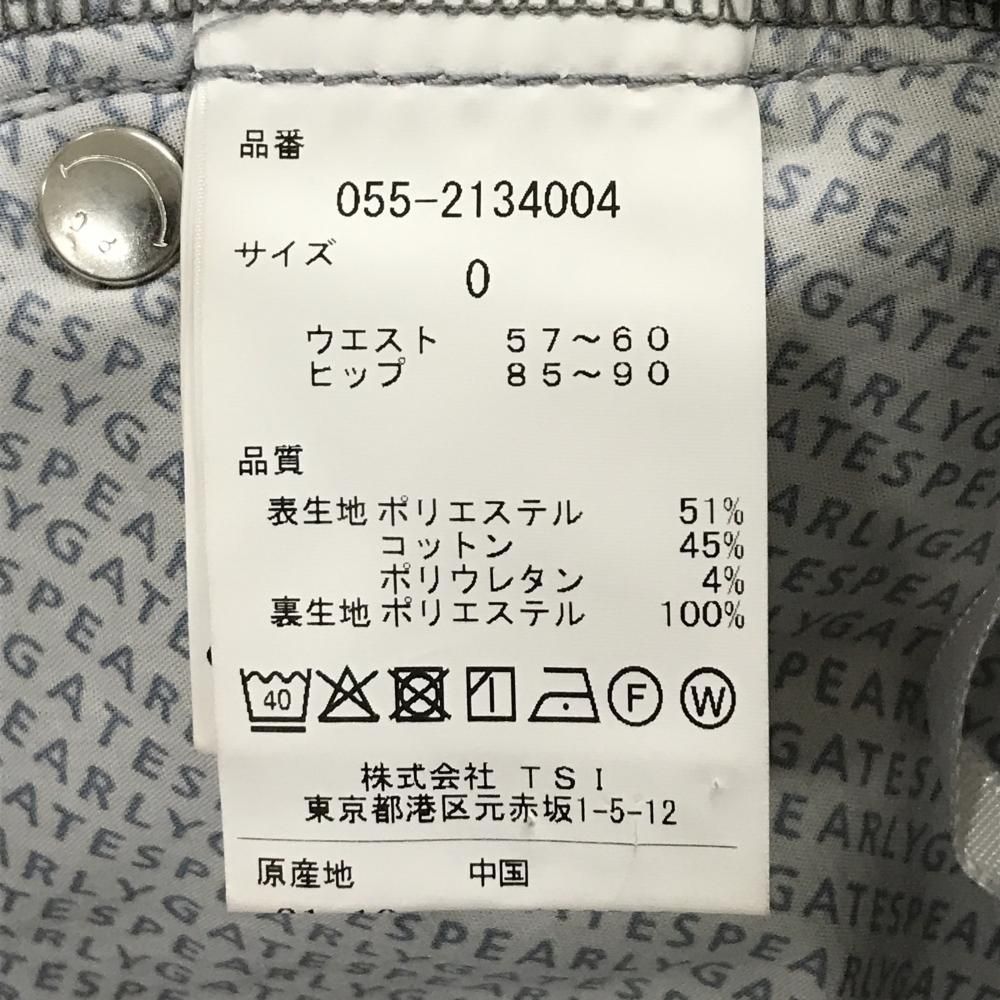 品番
055-2134004
サイズ
0
ウエスト 57～60
ヒップ 85～90
品質
表生地 ポリエステル 51%
コットン 45%
ポリウレタン 4%
裏生地 ポリエステル 100%
40 F W
株式会社 TSI
東京都港区元赤坂1-5-12
原産地 中国
PEARLYGATES